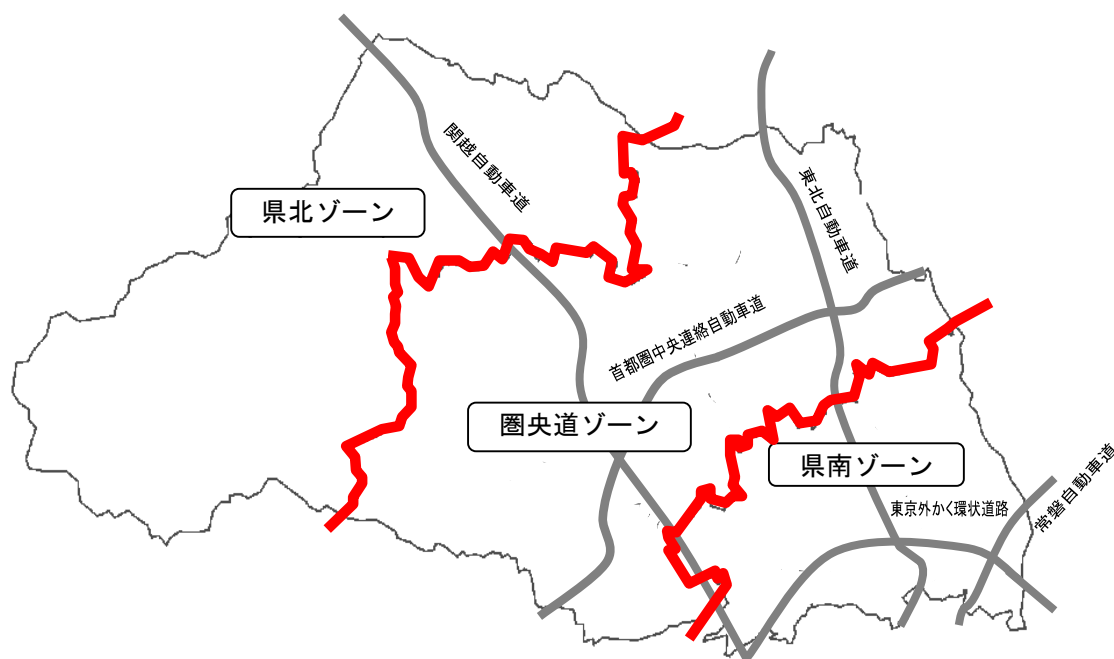 関越自動車道
東北自動車道
県北ゾーン
首都圏中央連絡自動車道
圏央道ゾーン
県南ゾーン
常磐自動車道
東京外かく環状道路